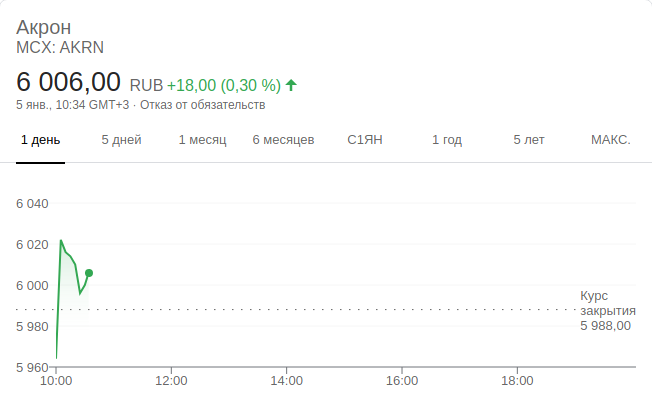 Акрон
MCX: AKRN
6 006,00 RUB +18,00 (0,30 %)
5 янв., 10:34 GMT+3 · Отказ от обязательств
1 день 5 дней 1 месяц 6 месяцев С1ЯН 1 год 5 лет МАКС.
6 040
6 020
6 000
5 980
5 960
Курс
закрытия
5 988,00
10:00 12:00 14:00 16:00 18:00